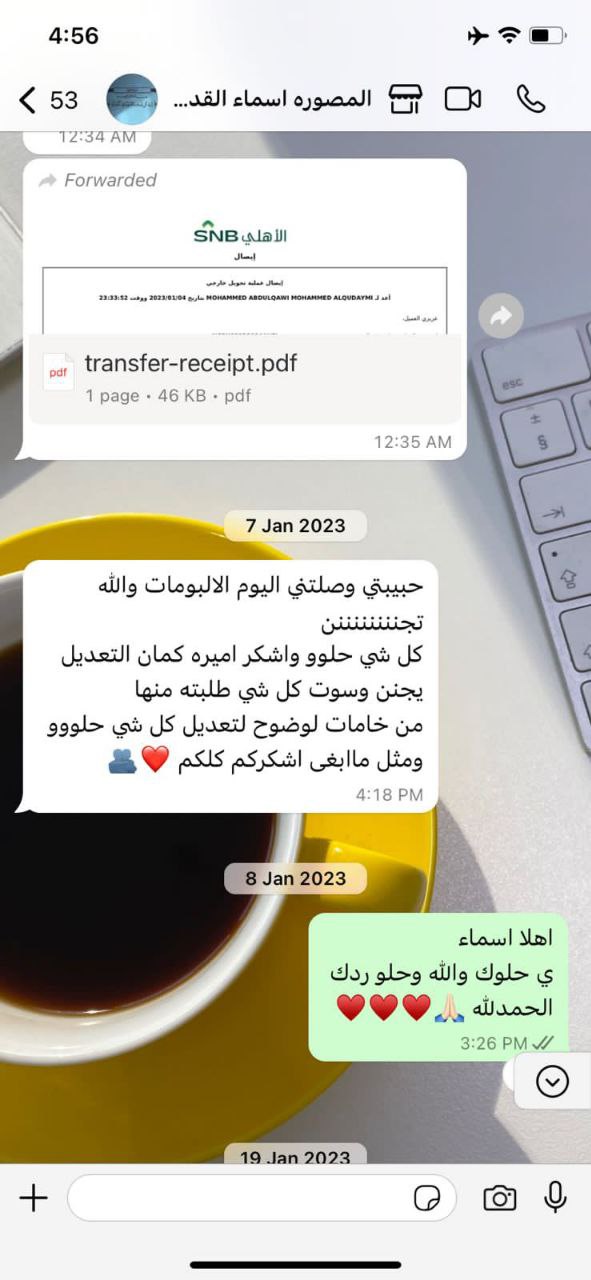 4:56
53
المصوره اسماء القد...
12:34 AM
Forwarded
SNB الأهلي
إيصال
إيصال عملية تحويل خارجي
أعد لـ MOHAMMED ABDULQAWI MOHAMMED ALQUDAYMI بتاريخ 2023/01/04 ووقت 23:33:52
عزيزي العميل،
pdf
transfer-receipt.pdf
1 page • 46 KB • pdf
12:35 AM
esc
±
§
7 Jan 2023
حبيبتي وصلتني اليوم الالبومات والله
تجننننننننن
كل شي حلوو واشكر اميره كمان التعديل
يجنن وسوت كل شي طلبته منها
من خامات لوضوح لتعديل كل شي حلووو
ومثل ماابغى اشكركم كلكم ❤️🫂
4:18 PM
8 Jan 2023
اهلا اسماء
ي حلوك والله وحلو ردك
الحمدلله 🙏🏻♥️♥️♥️
3:26 PM
19 Jan 2023